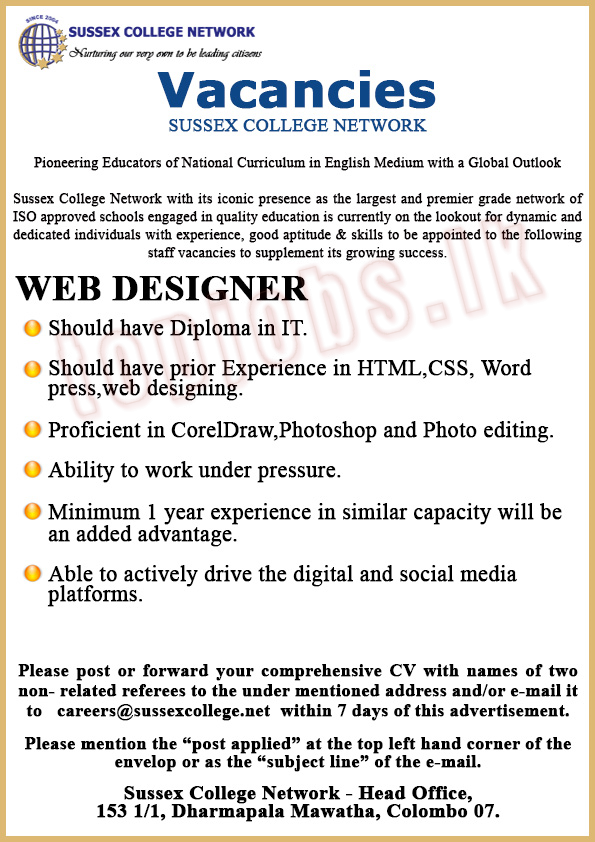 SINCE 2004
SUSSEX COLLEGE NETWORK
Nurturing our very own to be leading citizens
Vacancies
SUSSEX COLLEGE NETWORK
Pioneering Educators of National Curriculum in English Medium with a Global Outlook
Sussex College Network with its iconic presence as the largest and premier grade network of
ISO approved schools engaged in quality education is currently on the lookout for dynamic and
dedicated individuals with experience, good aptitude & skills to be appointed to the following
staff vacancies to supplement its growing success.
WEB DESIGNER
Should have Diploma in IT.
Should have prior Experience in HTML,CSS, Word
press,web designing.
Proficient in CorelDraw,Photoshop and Photo editing.
Ability to work under pressure.
Minimum 1 year experience in similar capacity will be
an added advantage.
Able to actively drive the digital and social media
platforms.
topjobs.lk
Please post or forward your comprehensive CV with names of two
non- related referees to the under mentioned address and/or e-mail it
to careers@sussexcollege.net within 7 days of this advertisement.
Please mention the “post applied” at the top left hand corner of the
envelop or as the “subject line” of the e-mail.
Sussex College Network - Head Office,
153 1/1, Dharmapala Mawatha, Colombo 07.